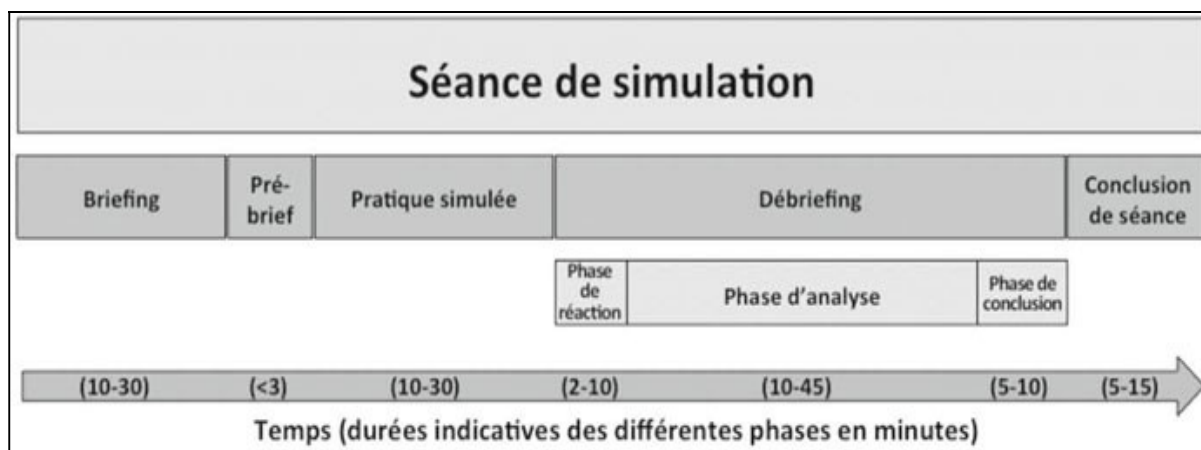 Séance de simulation
Briefing
Pré-
brief
Pratique simulée
Débriefing
Conclusion
de séance
Phase
de
réaction
Phase d'analyse
Phase de
conclusion
(10-30) (<3) (10-30) (2-10) (10-45) (5-10) (5-15)
Temps (durées indicatives des différentes phases en minutes)